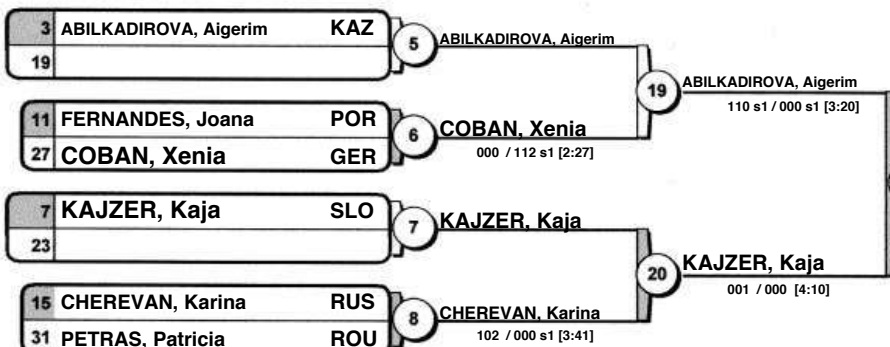 3 ABILKADIROVA, Aigerim KAZ
19
5
ABILKADIROVA, Aigerim
11 FERNANDES, Joana POR
27 COBAN, Xenia GER
6
COBAN, Xenia
000 / 112 s1 [2:27]
19
ABILKADIROVA, Aigerim
110 s1 / 000 s1 [3:20]
7 KAJZER, Kaja SLO
23
7
KAJZER, Kaja
15 CHEREVAN, Karina RUS
31 PETRAS, Patricia ROU
8
CHEREVAN, Karina
102 / 000 s1 [3:41]
20
KAJZER, Kaja
001 / 000 [4:10]